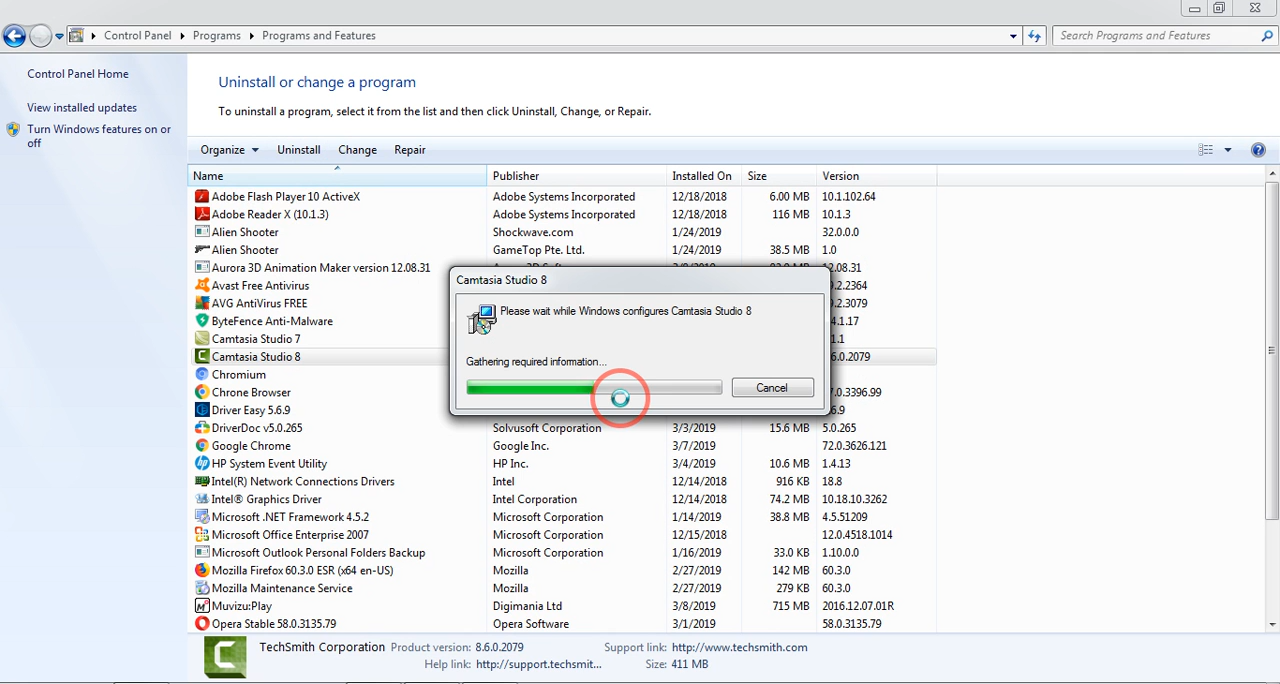 Control Panel Programs Programs and Features Search Programs and Features
Control Panel Home
View installed updates
Turn Windows features on or
off
Uninstall or change a program
To uninstall a program, select it from the list and then click Uninstall, Change, or Repair.
Organize Uninstall Change Repair
Name Publisher Installed On Size Version
Adobe Flash Player 10 ActiveX Adobe Systems Incorporated 12/18/2018 6.00 MB 10.1.102.64
Adobe Reader X (10.1.3) Adobe Systems Incorporated 12/18/2018 116 MB 10.1.3
Alien Shooter Shockwave.com 1/24/2019 32.0.0.0
Alien Shooter GameTop Pte. Ltd. 1/24/2019 38.5 MB 1.0
Aurora 3D Animation Maker version 12.08.31
Avast Free Antivirus
AVG AntiVirus FREE
ByteFence Anti-Malware
Camtasia Studio 7
Camtasia Studio 8
Chromium
Chrone Browser
Driver Easy 5.6.9
DriverDoc v5.0.265 Solvusoft Corporation 3/3/2019 15.6 MB 5.0.265
Google Chrome Google Inc. 3/7/2019 72.0.3626.121
HP System Event Utility HP Inc. 3/4/2019 10.6 MB 1.4.13
Intel(R) Network Connections Drivers Intel 12/14/2018 916 KB 18.8
Intel® Graphics Driver Intel Corporation 12/14/2018 74.2 MB 10.18.10.3262
Microsoft .NET Framework 4.5.2 Microsoft Corporation 1/14/2019 38.8 MB 4.5.51209
Microsoft Office Enterprise 2007 Microsoft Corporation 12/15/2018 12.0.4518.1014
Microsoft Outlook Personal Folders Backup Microsoft Corporation 1/16/2019 33.0 KB 1.10.0.0
Mozilla Firefox 60.3.0 ESR (x64 en-US) Mozilla 2/27/2019 142 MB 60.3.0
Mozilla Maintenance Service Mozilla 2/27/2019 279 KB 60.3.0
Muvizu:Play Digimania Ltd 3/8/2019 715 MB 2016.12.07.01R
Opera Stable 58.0.3135.79 Opera Software 3/1/2019 58.0.3135.79
Camtasia Studio 8
Please wait while Windows configures Camtasia Studio 8
Gathering required information...
Cancel
TechSmith Corporation Product version: 8.6.0.2079 Support link: http://www.techsmith.com
Help link: http://support.techsmit... Size: 411 MB